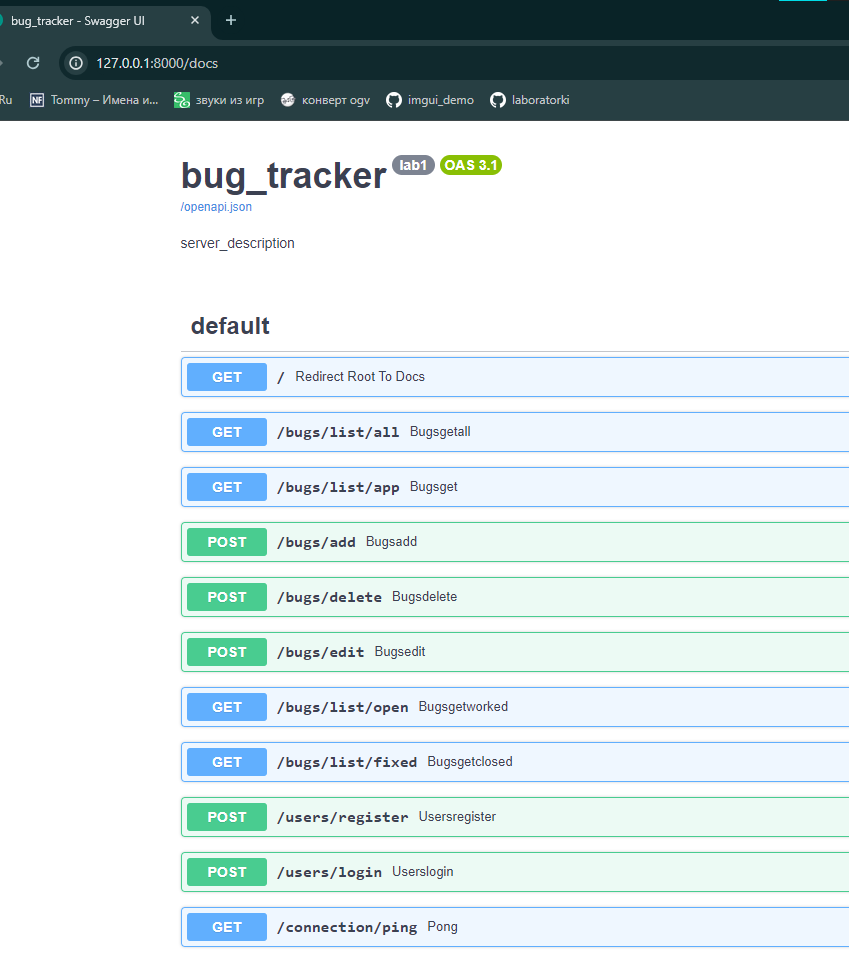 bug_tracker - Swagger UI
127.0.0.1:8000/docs
Ru NF Tommy – Имена и... звуки из игр конверт ogv imgui_demo laboratorki
bug_tracker lab1 OAS 3.1
/openapi.json
server_description
default
GET / Redirect Root To Docs
GET /bugs/list/all Bugsgetall
GET /bugs/list/app Bugsget
POST /bugs/add Bugsadd
POST /bugs/delete Bugsdelete
POST /bugs/edit Bugsedit
GET /bugs/list/open Bugsgetworked
GET /bugs/list/fixed Bugsgetclosed
POST /users/register Usersregister
POST /users/login Userslogin
GET /connection/ping Pong